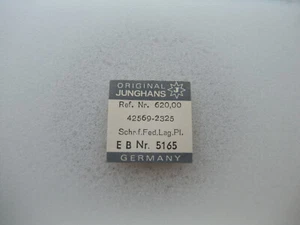 ORIGINAL
JUNGHANS
Ref. Nr. 620,00
42569-2325
Schr.f.Fed.Lag.Pl.
E B Nr. 5165
GERMANY